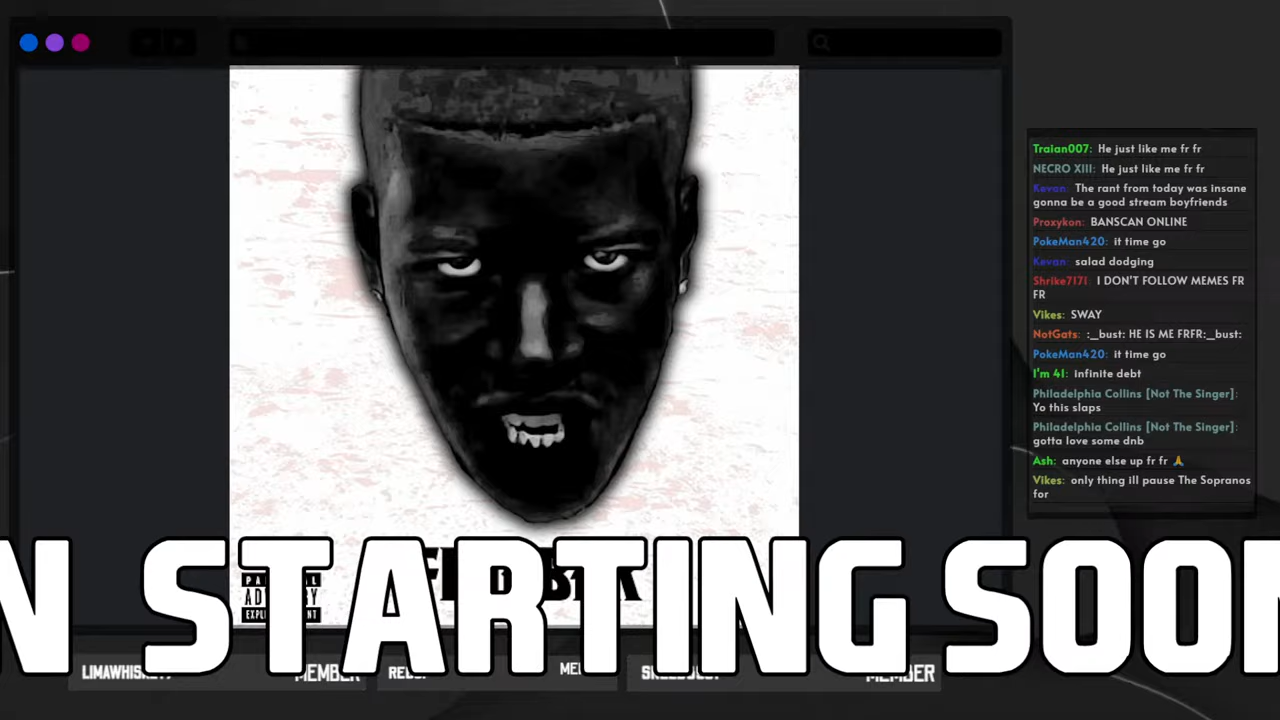 Traian007: He just like me fr fr
NECRO XIII: He just like me fr fr
Kevan: The rant from today was insane
gonna be a good stream boyfriends
Proxykon: BANSCAN ONLINE
PokeMan420: it time go
Kevan: salad dodging
Shrike7171 I DON'T FOLLOW MEMES FR
FR
Vikes: SWAY
NotGats: :_bust: HE IS ME FRFR:_bust:
PokeMan420: it time go
I'm 41: infinite debt
Philadelphia Collins [Not The Singer]:
Yo this slaps
Philadelphia Collins [Not The Singer]:
gotta love some dnb
Ash: anyone else up fr fr 🙏
Vikes: only thing ill pause The Sopranos
for
N STARTING SOON
MEMBER
MEMBER